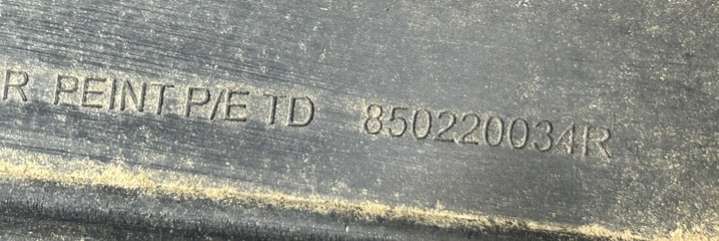 R PEINT P/E TD 850220034R